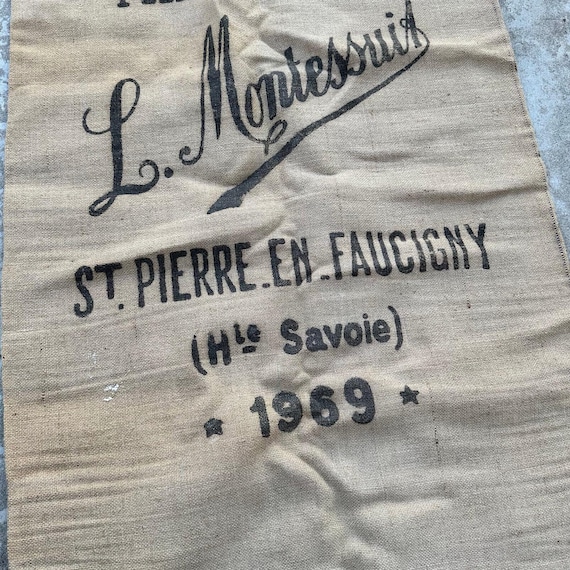 L. Montessuit
ST. PIERRE-EN-FAUCIGNY
(Hte Savoie)
★ 1969 ★